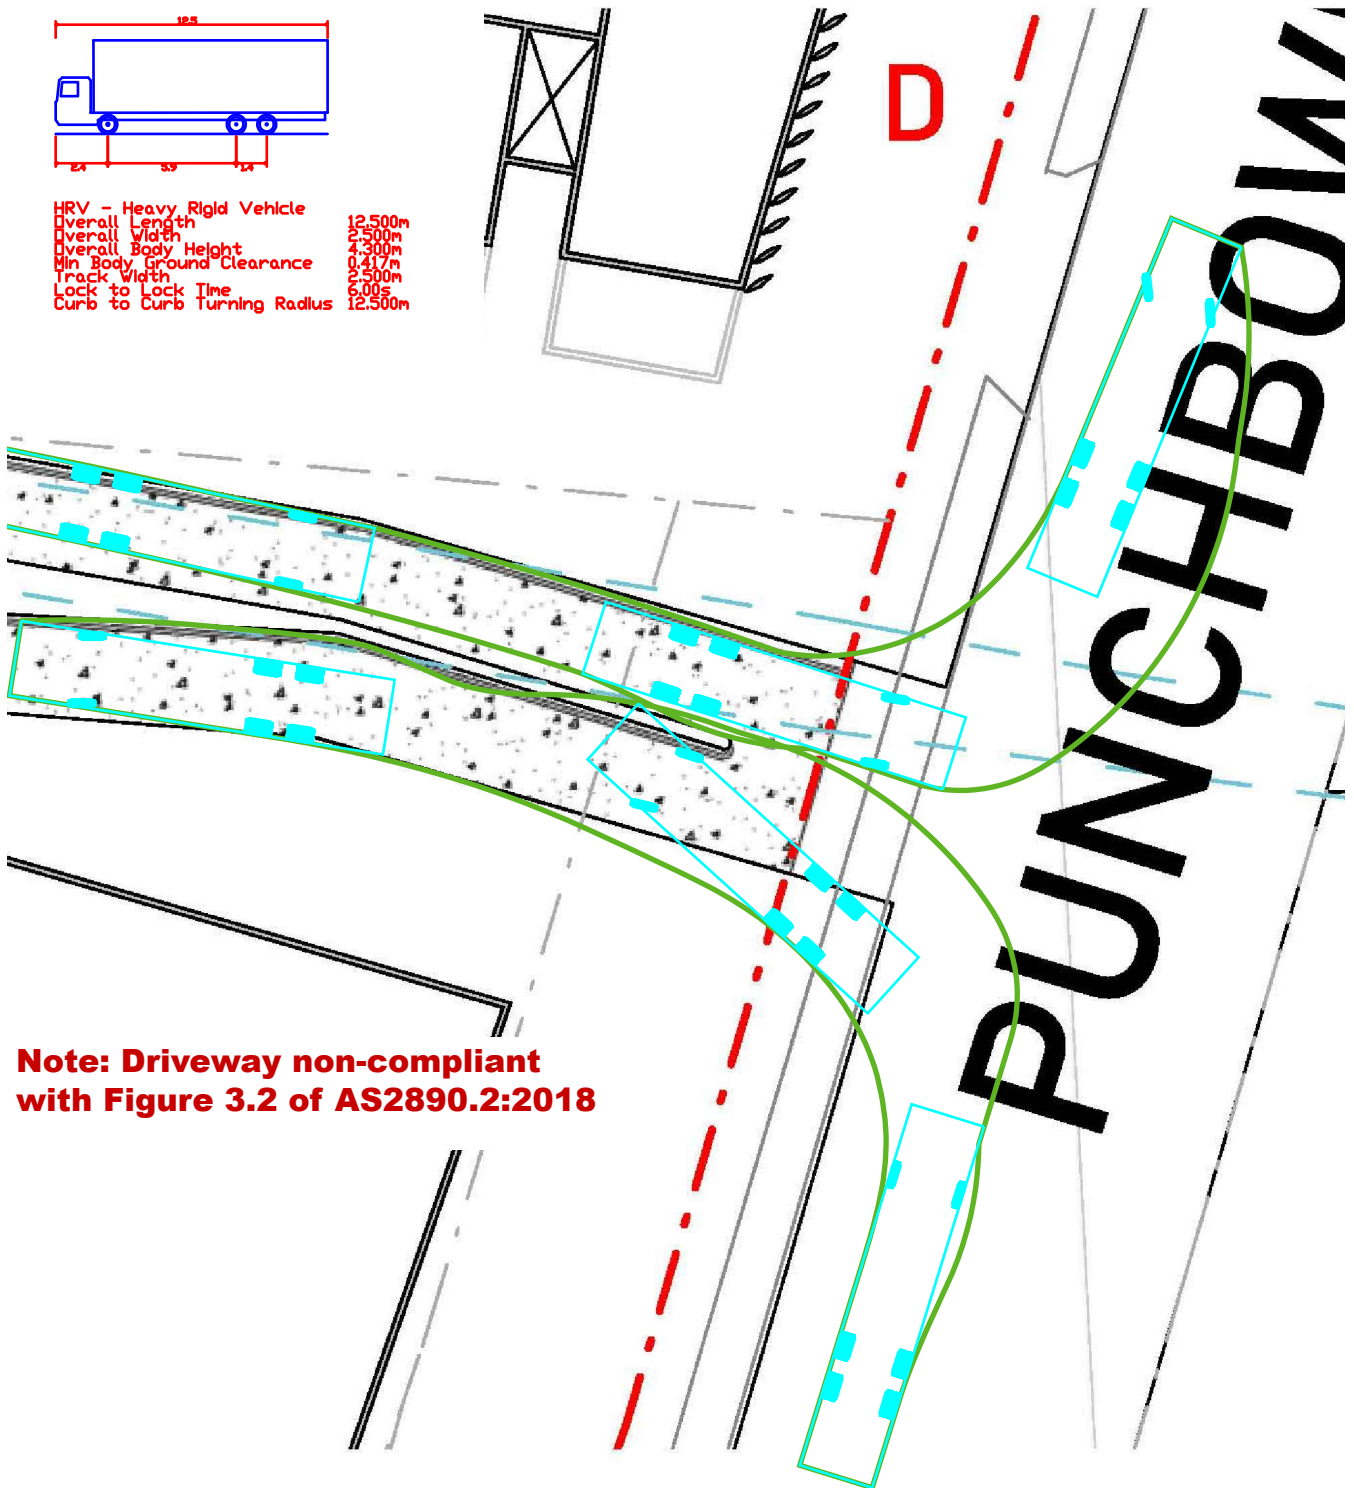 12.5
2.4 5.9 1.4
HRV - Heavy Rigid Vehicle
Overall Length 12.500m
Overall Width 2.500m
Overall Body Height 4.300m
Min Body Ground Clearance 0.417m
Track Width 2.500m
Lock to Lock Time 6.00s
Curb to Curb Turning Radius 12.500m
D
PUNCHBOW
Note: Driveway non-compliant
with Figure 3.2 of AS2890.2:2018